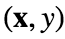 (x, y)